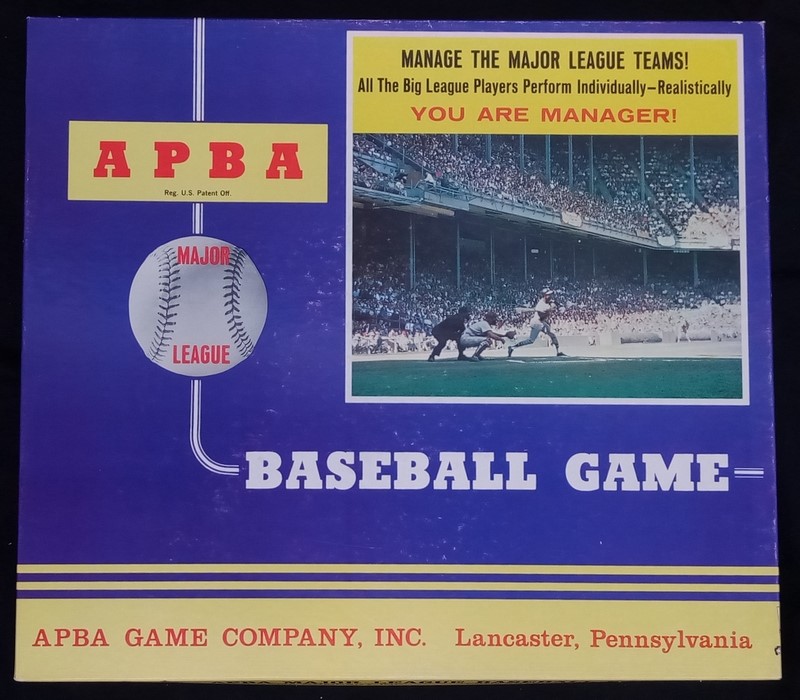 MANAGE THE MAJOR LEAGUE TEAMS!
All The Big League Players Perform Individually—Realistically
YOU ARE MANAGER!
APBA
Reg. U.S. Patent Off.
MAJOR
LEAGUE
BASEBALL GAME
APBA GAME COMPANY, INC. Lancaster, Pennsylvania